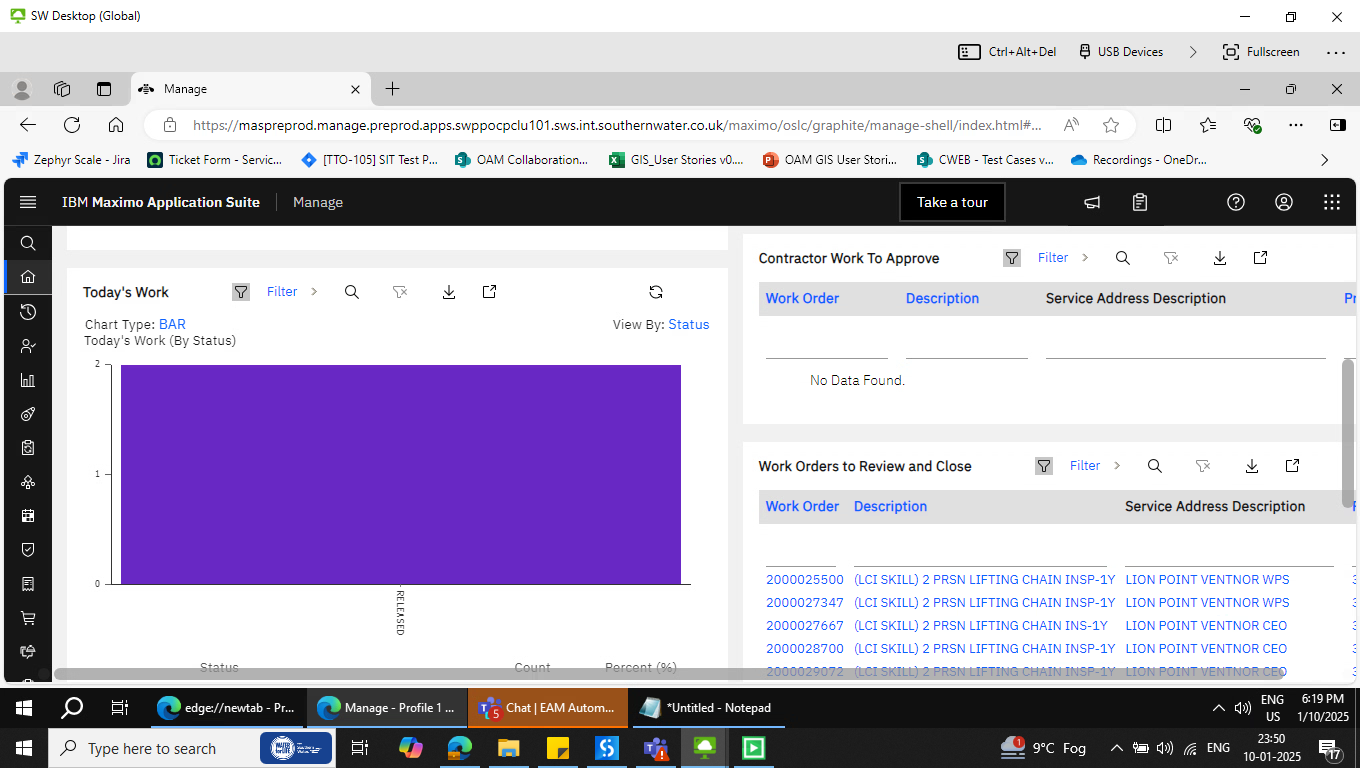 SW Desktop (Global)
Ctrl+Alt+Del
USB Devices
Fullscreen
Manage
https://maspreprod.manage.preprod.apps.swppocpclu101.sws.int.southernwater.co.uk/maximo/oslc/graphite/manage-shell/index.html#...
Zephyr Scale - Jira
Ticket Form - Servic...
[TTO-105] SIT Test P...
OAM Collaboration...
GIS_User Stories v0....
OAM GIS User Stori...
CWEB - Test Cases v...
Recordings - OneDr...
IBM Maximo Application Suite
Manage
Take a tour
Today's Work
Filter
Chart Type: BAR
View By: Status
Today's Work (By Status)
2
1
0
RELEASED
Status Count Percent (%)
Contractor Work To Approve
Filter
Work Order Description Service Address Description Pr
No Data Found.
Work Orders to Review and Close
Filter
Work Order Description Service Address Description
2000025500 (LCI SKILL) 2 PRSN LIFTING CHAIN INSP-1Y LION POINT VENTNOR WPS
2000027347 (LCI SKILL) 2 PRSN LIFTING CHAIN INSP-1Y LION POINT VENTNOR WPS
2000027667 (LCI SKILL) 2 PRSN LIFTING CHAIN INS-1Y LION POINT VENTNOR CEO
2000028700 (LCI SKILL) 2 PRSN LIFTING CHAIN INSP-1Y LION POINT VENTNOR CEO
2000029072 (LCI SKILL) 2 PRSN LIFTING CHAIN INSP-1Y LION POINT VENTNOR CEO
edge://newtab - Pr...
Manage - Profile 1 ...
5
Chat | EAM Autom...
*Untitled - Notepad
ENG
US
6:19 PM
1/10/2025
Type here to search
1
9°C Fog
ENG
23:50
10-01-2025
17